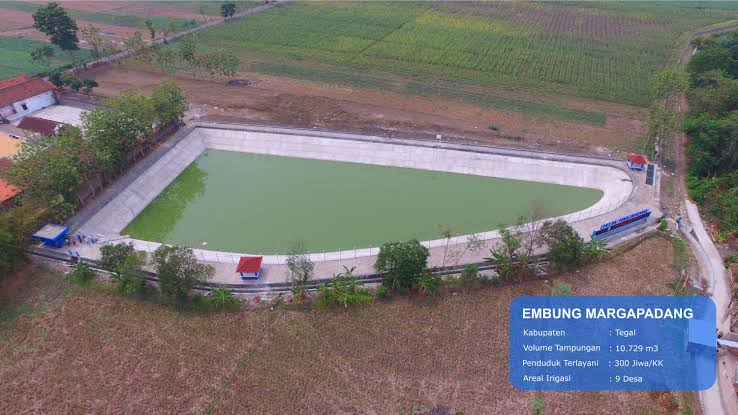 EMBUNG MARGAPADANG
Kabupaten : Tegal
Volume Tampungan : 10.729 m3
Penduduk Terlayani : 300 Jiwa/KK
Areal Irigasi : 9 Desa